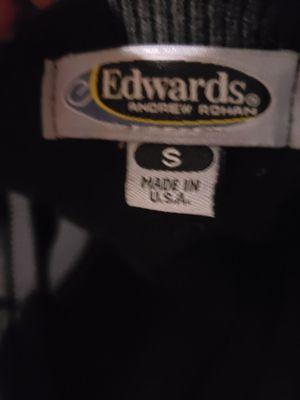 Edwards®
ANDREW ROHAN
S
MADE IN
U.S.A.